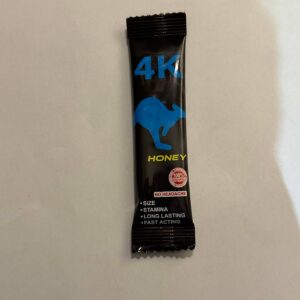 4K
HONEY
NO HEADACHE
•SIZE
•STAMINA
•LONG LASTING
•FAST ACTING